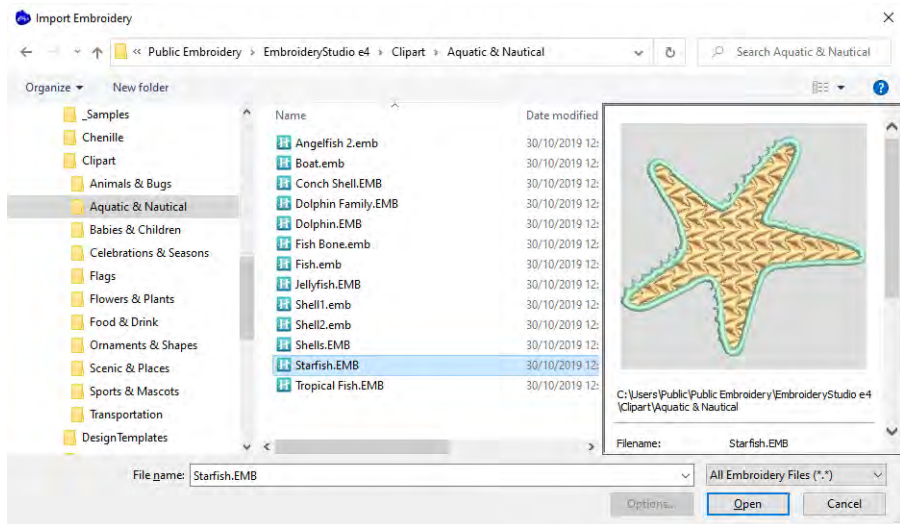 Import Embroidery
« Public Embroidery › EmbroideryStudio e4 › Clipart › Aquatic & Nautical
Search Aquatic & Nautical
Organize
New folder
_Samples
Chenille
Clipart
Animals & Bugs
Aquatic & Nautical
Babies & Children
Celebrations & Seasons
Flags
Flowers & Plants
Food & Drink
Ornaments & Shapes
Scenic & Places
Sports & Mascots
Transportation
DesignTemplates
Name Date modified
Angelfish 2.emb 30/10/2019 12:
Boat.emb 30/10/2019 12:
Conch Shell.EMB 30/10/2019 12:
Dolphin Family.EMB 30/10/2019 12:
Dolphin.EMB 30/10/2019 12:
Fish Bone.emb 30/10/2019 12:
Fish.emb 30/10/2019 12:
Jellyfish.EMB 30/10/2019 12:
Shell1.emb 30/10/2019 12:
Shell2.emb 30/10/2019 12:
Shells.EMB 30/10/2019 12:
Starfish.EMB 30/10/2019 12:
Tropical Fish.EMB 30/10/2019 12:
C:\Users\Public\Public Embroidery\EmbroideryStudio e4
\Clipart\Aquatic & Nautical
Filename: Starfish.EMB
File name: Starfish.EMB
All Embroidery Files (*.*)
Options...
Open
Cancel